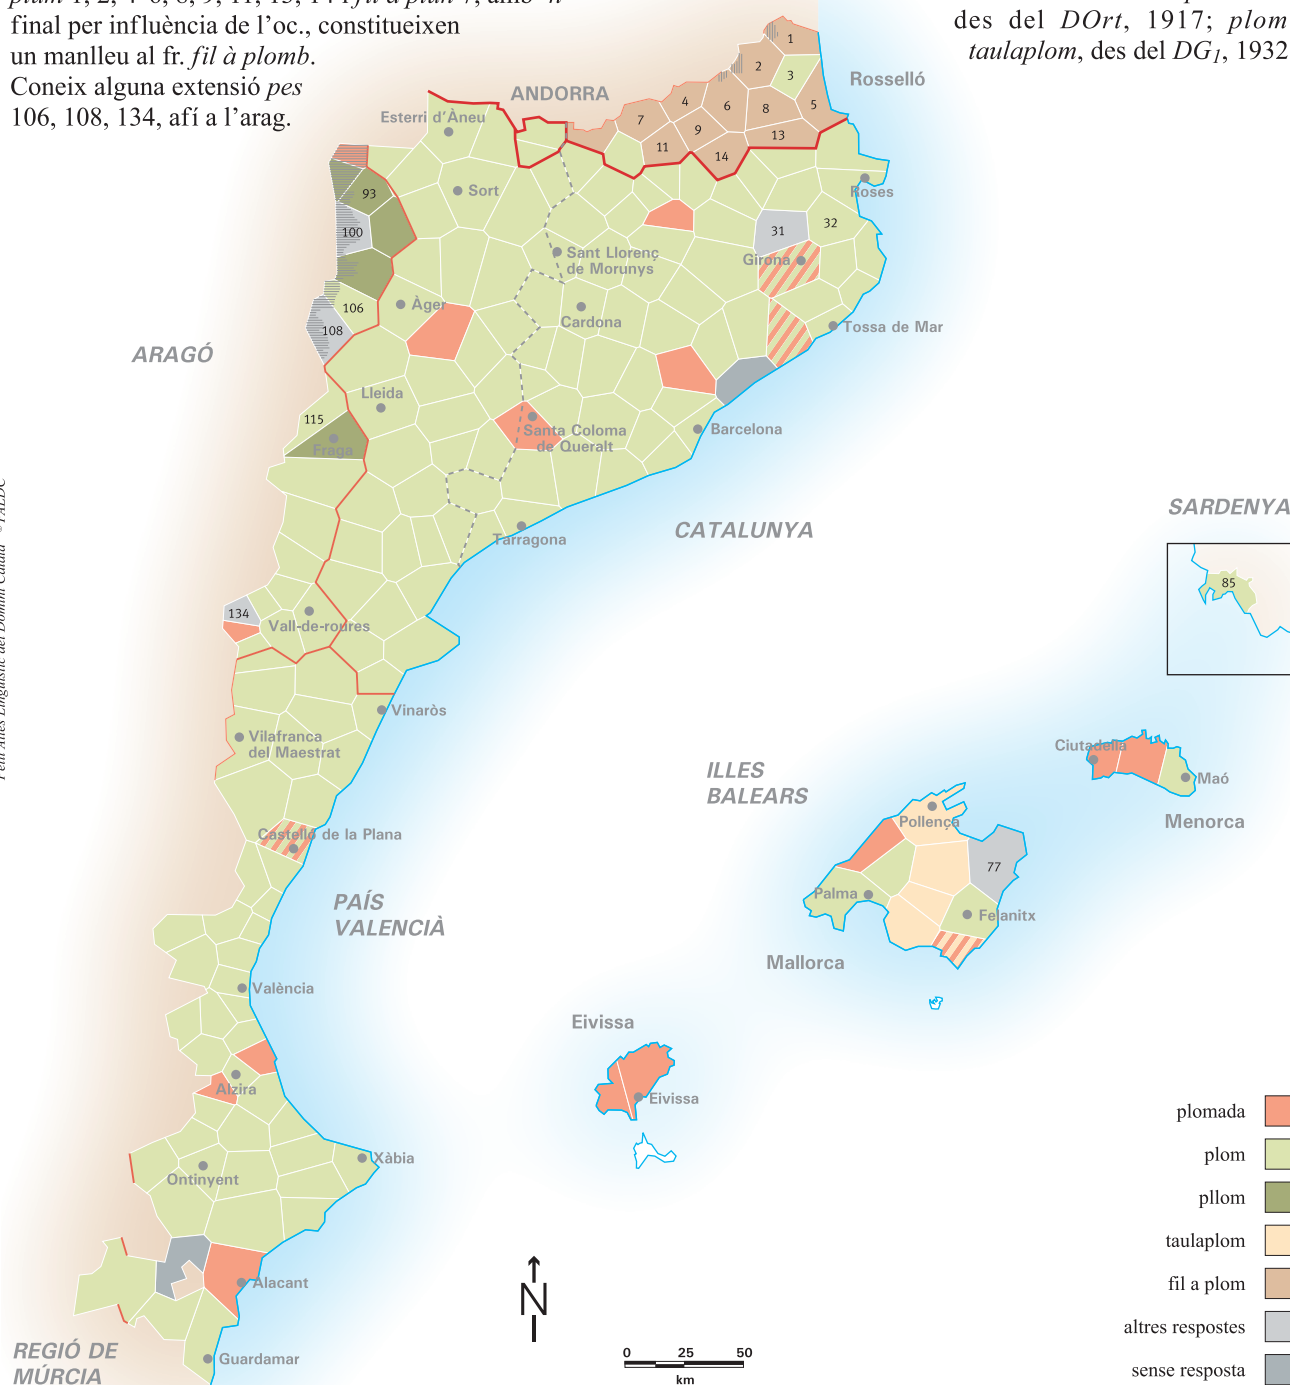 final per influència de l’oc., constitueixen
un manlleu al fr. fil à plomb.
Coneix alguna extensió pes
106, 108, 134, afí a l’arag.
des del DOrt, 1917; plom
taulaplom, des del DG1, 1932
ANDORRA
Rosselló
Esterri d’Àneu
Sort
Roses
Sant Llorenç
de Morunys
Girona
Àger
Cardona
Tossa de Mar
ARAGÓ
Lleida
Santa Coloma
de Queralt
Barcelona
Fraga
Tarragona
CATALUNYA
SARDENYA
Vall-de-roures
Vinaròs
Vilafranca
del Maestrat
Castelló de la Plana
ILLES
BALEARS
Ciutadella
Maó
Menorca
Pollença
Palma
Felanitx
Mallorca
PAÍS
VALENCIÀ
València
Eivissa
Eivissa
Alzira
Xàbia
Ontinyent
Alacant
Guardamar
REGIÓ DE
MÚRCIA
1
2
3
4
5
6
7
8
9
11
13
14
93
100
106
108
115
134
31
32
85
77
N
0 25 50
km
plomada
plom
pllom
taulaplom
fil a plom
altres respostes
sense resposta